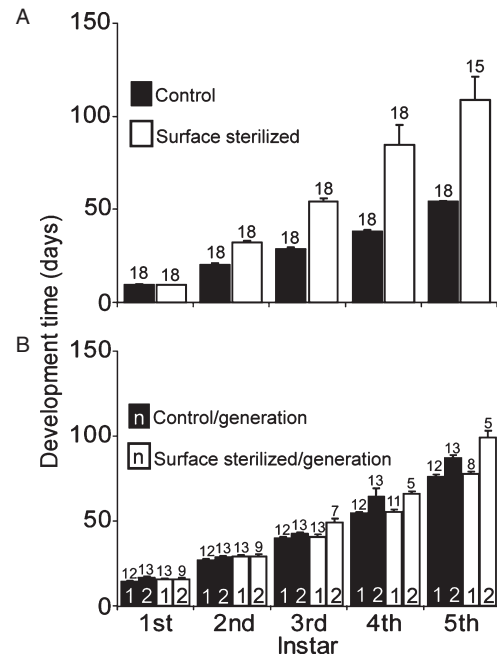 A
150
100
50
0
Control
Surface sterilized
18 18 18 18 18 18 18 18 18 15
Development time (days)
B
150
100
50
0
n Control/generation
n Surface sterilized/generation
12 13 13 9 12 13 13 9 12 13 13 7 12 13 11 5 12 13 8 5
1 2 1 2 1 2 1 2 1 2 1 2 1 2 1 2 1 2 1 2
1st 2nd 3rd 4th 5th
Instar